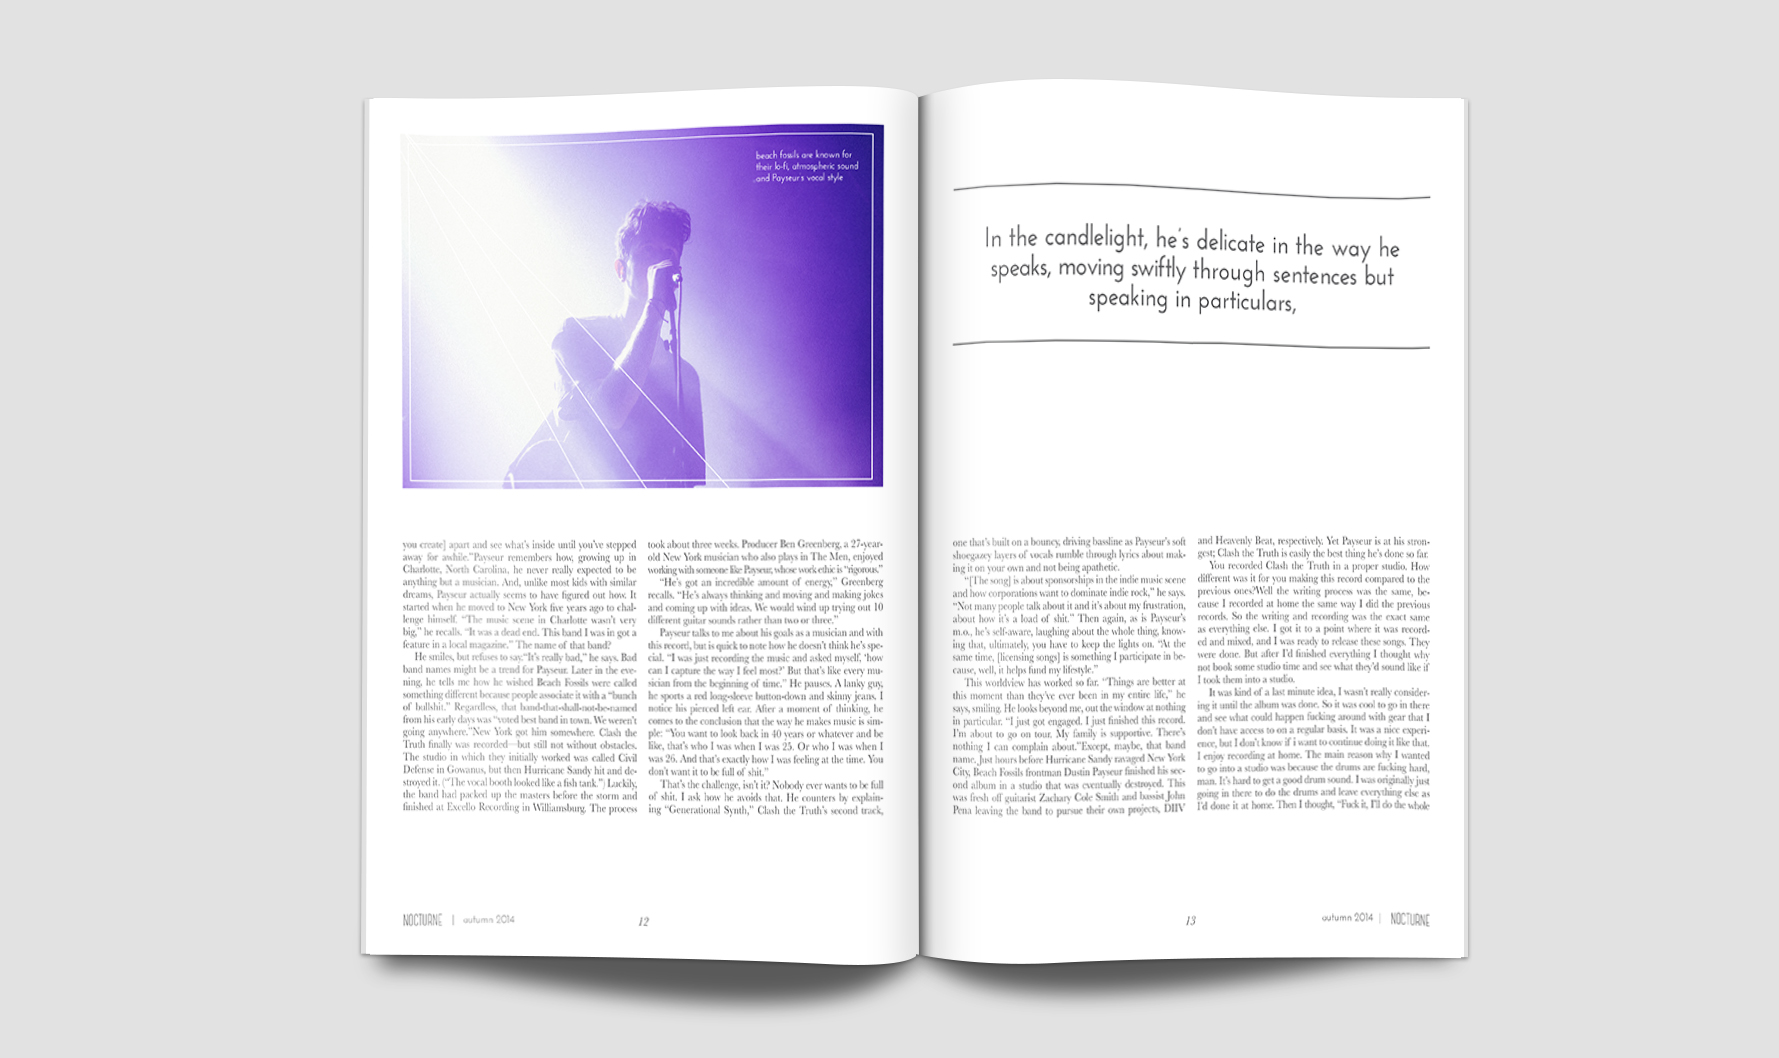 beach fossils are known for
their lo-fi, atmospheric sound
and Payseur's vocal style
you create] apart and see what's inside until you've stepped
away for awhile."Payseur remembers how, growing up in
Charlotte, North Carolina, he never really expected to be
anything but a musician. And, unlike most kids with similar
dreams, Payseur actually seems to have figured out how. It
started when he moved to New York five years ago to chal-
lenge himself. "The music scene in Charlotte wasn't very
big," he recalls. "It was a dead end. This band I was in got a
feature in a local magazine." The name of that band?
He smiles, but refuses to say."It's really bad," he says. Bad
band names might be a trend for Payseur. Later in the eve-
ning, he tells me how he wished Beach Fossils were called
something different because people associate it with a "bunch
of bullshit." Regardless, that band-that-shall-not-be-named
from his early days was "voted best band in town. We weren't
going anywhere."New York got him somewhere. Clash the
Truth finally was recorded—but still not without obstacles.
The studio in which they initially worked was called Civil
Defense in Gowanus, but then Hurricane Sandy hit and de-
stroyed it. ("The vocal booth looked like a fish tank.") Luckily,
the band had packed up the masters before the storm and
finished at Excello Recording in Williamsburg. The process
took about three weeks. Producer Ben Greenberg, a 27-year-
old New York musician who also plays in The Men, enjoyed
working with someone like Payseur, whose work ethic is "rigorous."
"He's got an incredible amount of energy," Greenberg
recalls. "He's always thinking and moving and making jokes
and coming up with ideas. We would wind up trying out 10
different guitar sounds rather than two or three."
Payseur talks to me about his goals as a musician and with
this record, but is quick to note how he doesn't think he's spe-
cial. "I was just recording the music and asked myself, 'how
can I capture the way I feel most?' But that's like every mu-
sician from the beginning of time." He pauses. A lanky guy,
he sports a red long-sleeve button-down and skinny jeans. I
notice his pierced left ear. After a moment of thinking, he
comes to the conclusion that the way he makes music is sim-
ple: "You want to look back in 40 years or whatever and be
like, that's who I was when I was 25. Or who I was when I
was 26. And that's exactly how I was feeling at the time. You
don't want it to be full of shit."
That's the challenge, isn't it? Nobody ever wants to be full
of shit. I ask how he avoids that. He counters by explain-
ing "Generational Synth," Clash the Truth's second track,
NOCTURNE | autumn 2014
12
In the candlelight, he's delicate in the way he
speaks, moving swiftly through sentences but
speaking in particulars,
one that's built on a bouncy, driving bassline as Payseur's soft
shoegazey layers of vocals rumble through lyrics about mak-
ing it on your own and not being apathetic.
"[The song] is about sponsorships in the indie music scene
and how corporations want to dominate indie rock," he says.
"Not many people talk about it and it's about my frustration,
about how it's a load of shit." Then again, as is Payseur's
m.o., he's self-aware, laughing about the whole thing, know-
ing that, ultimately, you have to keep the lights on. "At the
same time, [licensing songs] is something I participate in be-
cause, well, it helps fund my lifestyle."
This worldview has worked so far. "Things are better at
this moment than they've ever been in my entire life," he
says, smiling. He looks beyond me, out the window at nothing
in particular. "I just got engaged. I just finished this record.
I'm about to go on tour. My family is supportive. There's
nothing I can complain about."Except, maybe, that band
name. Just hours before Hurricane Sandy ravaged New York
City, Beach Fossils frontman Dustin Payseur finished his sec-
ond album in a studio that was eventually destroyed. This
was fresh off guitarist Zachary Cole Smith and bassist John
Pena leaving the band to pursue their own projects, DIIV
and Heavenly Beat, respectively. Yet Payseur is at his stron-
gest; Clash the Truth is easily the best thing he's done so far.
You recorded Clash the Truth in a proper studio. How
different was it for you making this record compared to the
previous ones?Well the writing process was the same, be-
cause I recorded at home the same way I did the previous
records. So the writing and recording was the exact same
as everything else. I got it to a point where it was record-
ed and mixed, and I was ready to release these songs. They
were done. But after I'd finished everything I thought why
not book some studio time and see what they'd sound like if
I took them into a studio.
It was kind of a last minute idea, I wasn't really consider-
ing it until the album was done. So it was cool to go in there
and see what could happen fucking around with gear that I
don't have access to on a regular basis. It was a nice experi-
ence, but I don't know if i want to continue doing it like that.
I enjoy recording at home. The main reason why I wanted
to go into a studio was because the drums are fucking hard,
man. It's hard to get a good drum sound. I was originally just
going in there to do the drums and leave everything else as
I'd done it at home. Then I thought, "Fuck it, I'll do the whole
13
autumn 2014 | NOCTURNE